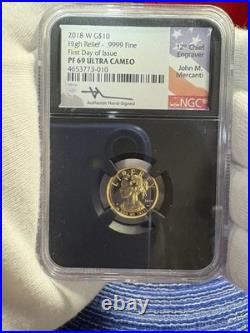 2018 W G$10
High Relief - .9999 Fine
First Day of Issue
PF 69 ULTRA CAMEO
4653773-010
Authentic Hand-Signed
12th Chief
Engraver
John M.
Mercanti
NGC
LIBERTY